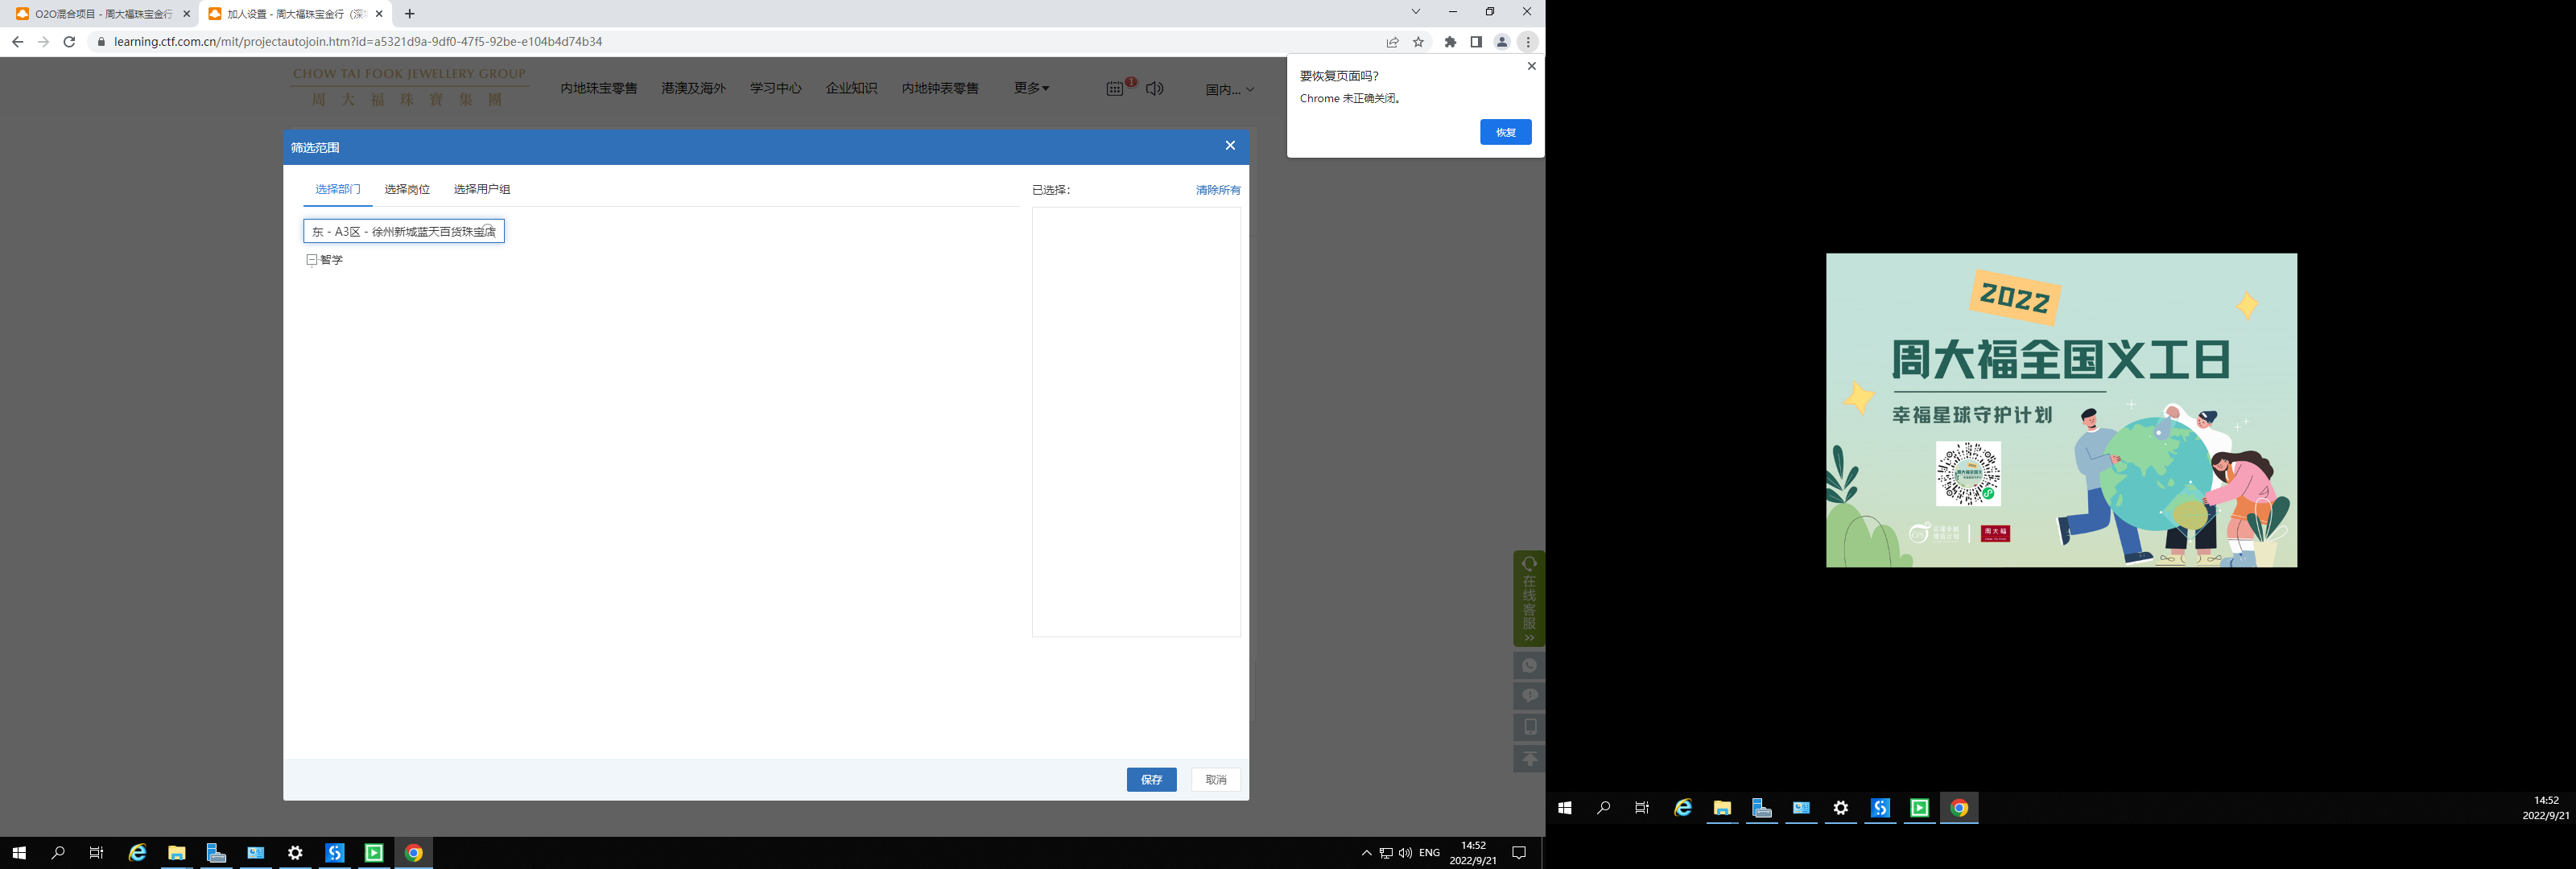 O2O混合项目 - 周大福珠宝金行
加人设置 - 周大福珠宝金行（深圳
learning.ctf.com.cn/mit/projectautojoin.htm?id=a5321d9a-9df0-47f5-92be-e104b4d74b34
要恢复页面吗?
Chrome 未正确关闭。
恢复
CHOW TAI FOOK JEWELLERY GROUP
周大福珠寶集團
内地珠宝零售 港澳及海外 学习中心 企业知识 内地钟表零售 更多 1 国内...
筛选范围
选择部门 选择岗位 选择用户组
已选择： 清除所有
东 - A3区 - 徐州新城蓝天百货珠宝店
智学
在线客服
保存 取消
ENG
14:52
2022/9/21
2022
周大福全国义工日
幸福星球守护计划
周大福
14:52
2022/9/21